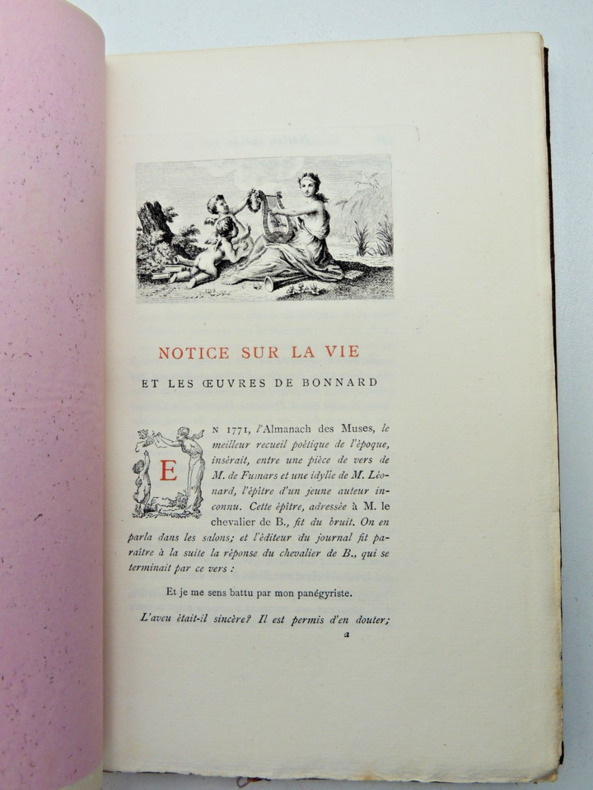 NOTICE SUR LA VIE
ET LES ŒUVRES DE BONNARD
EN 1771, l'Almanach des Muses, le
meilleur recueil poëtique de l'époque,
insérait, entre une pièce de vers de
M. de Fumars et une idylle de M. Léo-
nard, l'épître d'un jeune auteur in-
connu. Cette épître, adressée à M. le
chevalier de B., fit du bruit. On en
parla dans les salons; et l'éditeur du journal fit pa-
raître à la suite la réponse du chevalier de B., qui se
terminait par ce vers :
Et je me sens battu par mon panégyriste.
L'aveu était-il sincère? Il est permis d'en douter;
a